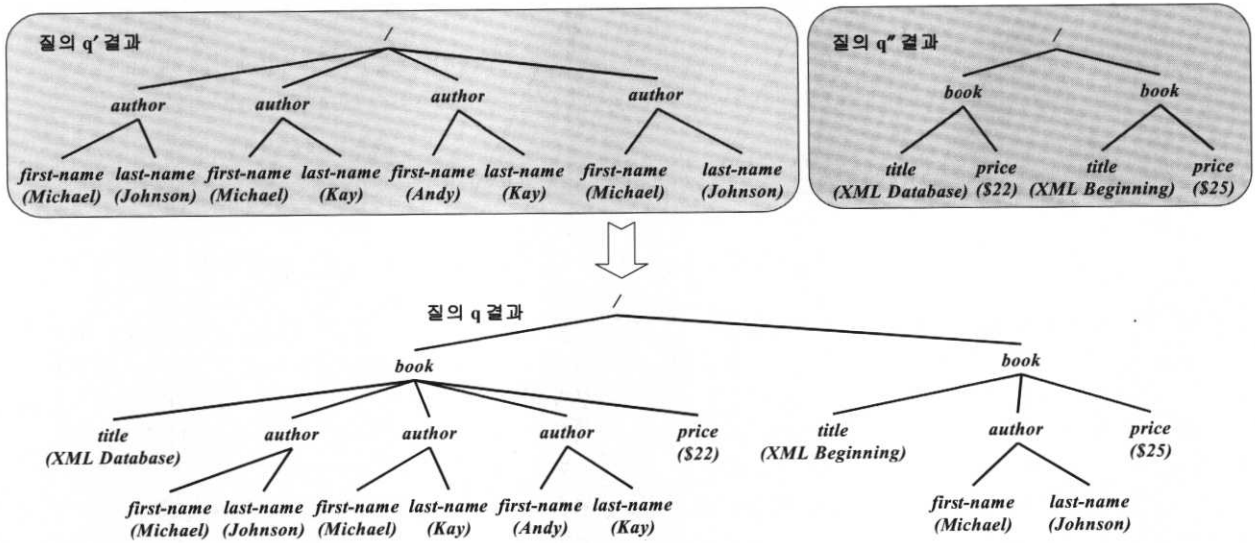 질의 q′ 결과
/
author author author author
first-name last-name first-name last-name first-name last-name first-name last-name
(Michael) (Johnson) (Michael) (Kay) (Andy) (Kay) (Michael) (Johnson)
질의 q″ 결과
/
book book
title price title price
(XML Database) ($22) (XML Beginning) ($25)
질의 q 결과
/
book book
title author author author price title author price
(XML Database) ($22) (XML Beginning) ($25)
first-name last-name first-name last-name first-name last-name first-name last-name
(Michael) (Johnson) (Michael) (Kay) (Andy) (Kay) (Michael) (Johnson)